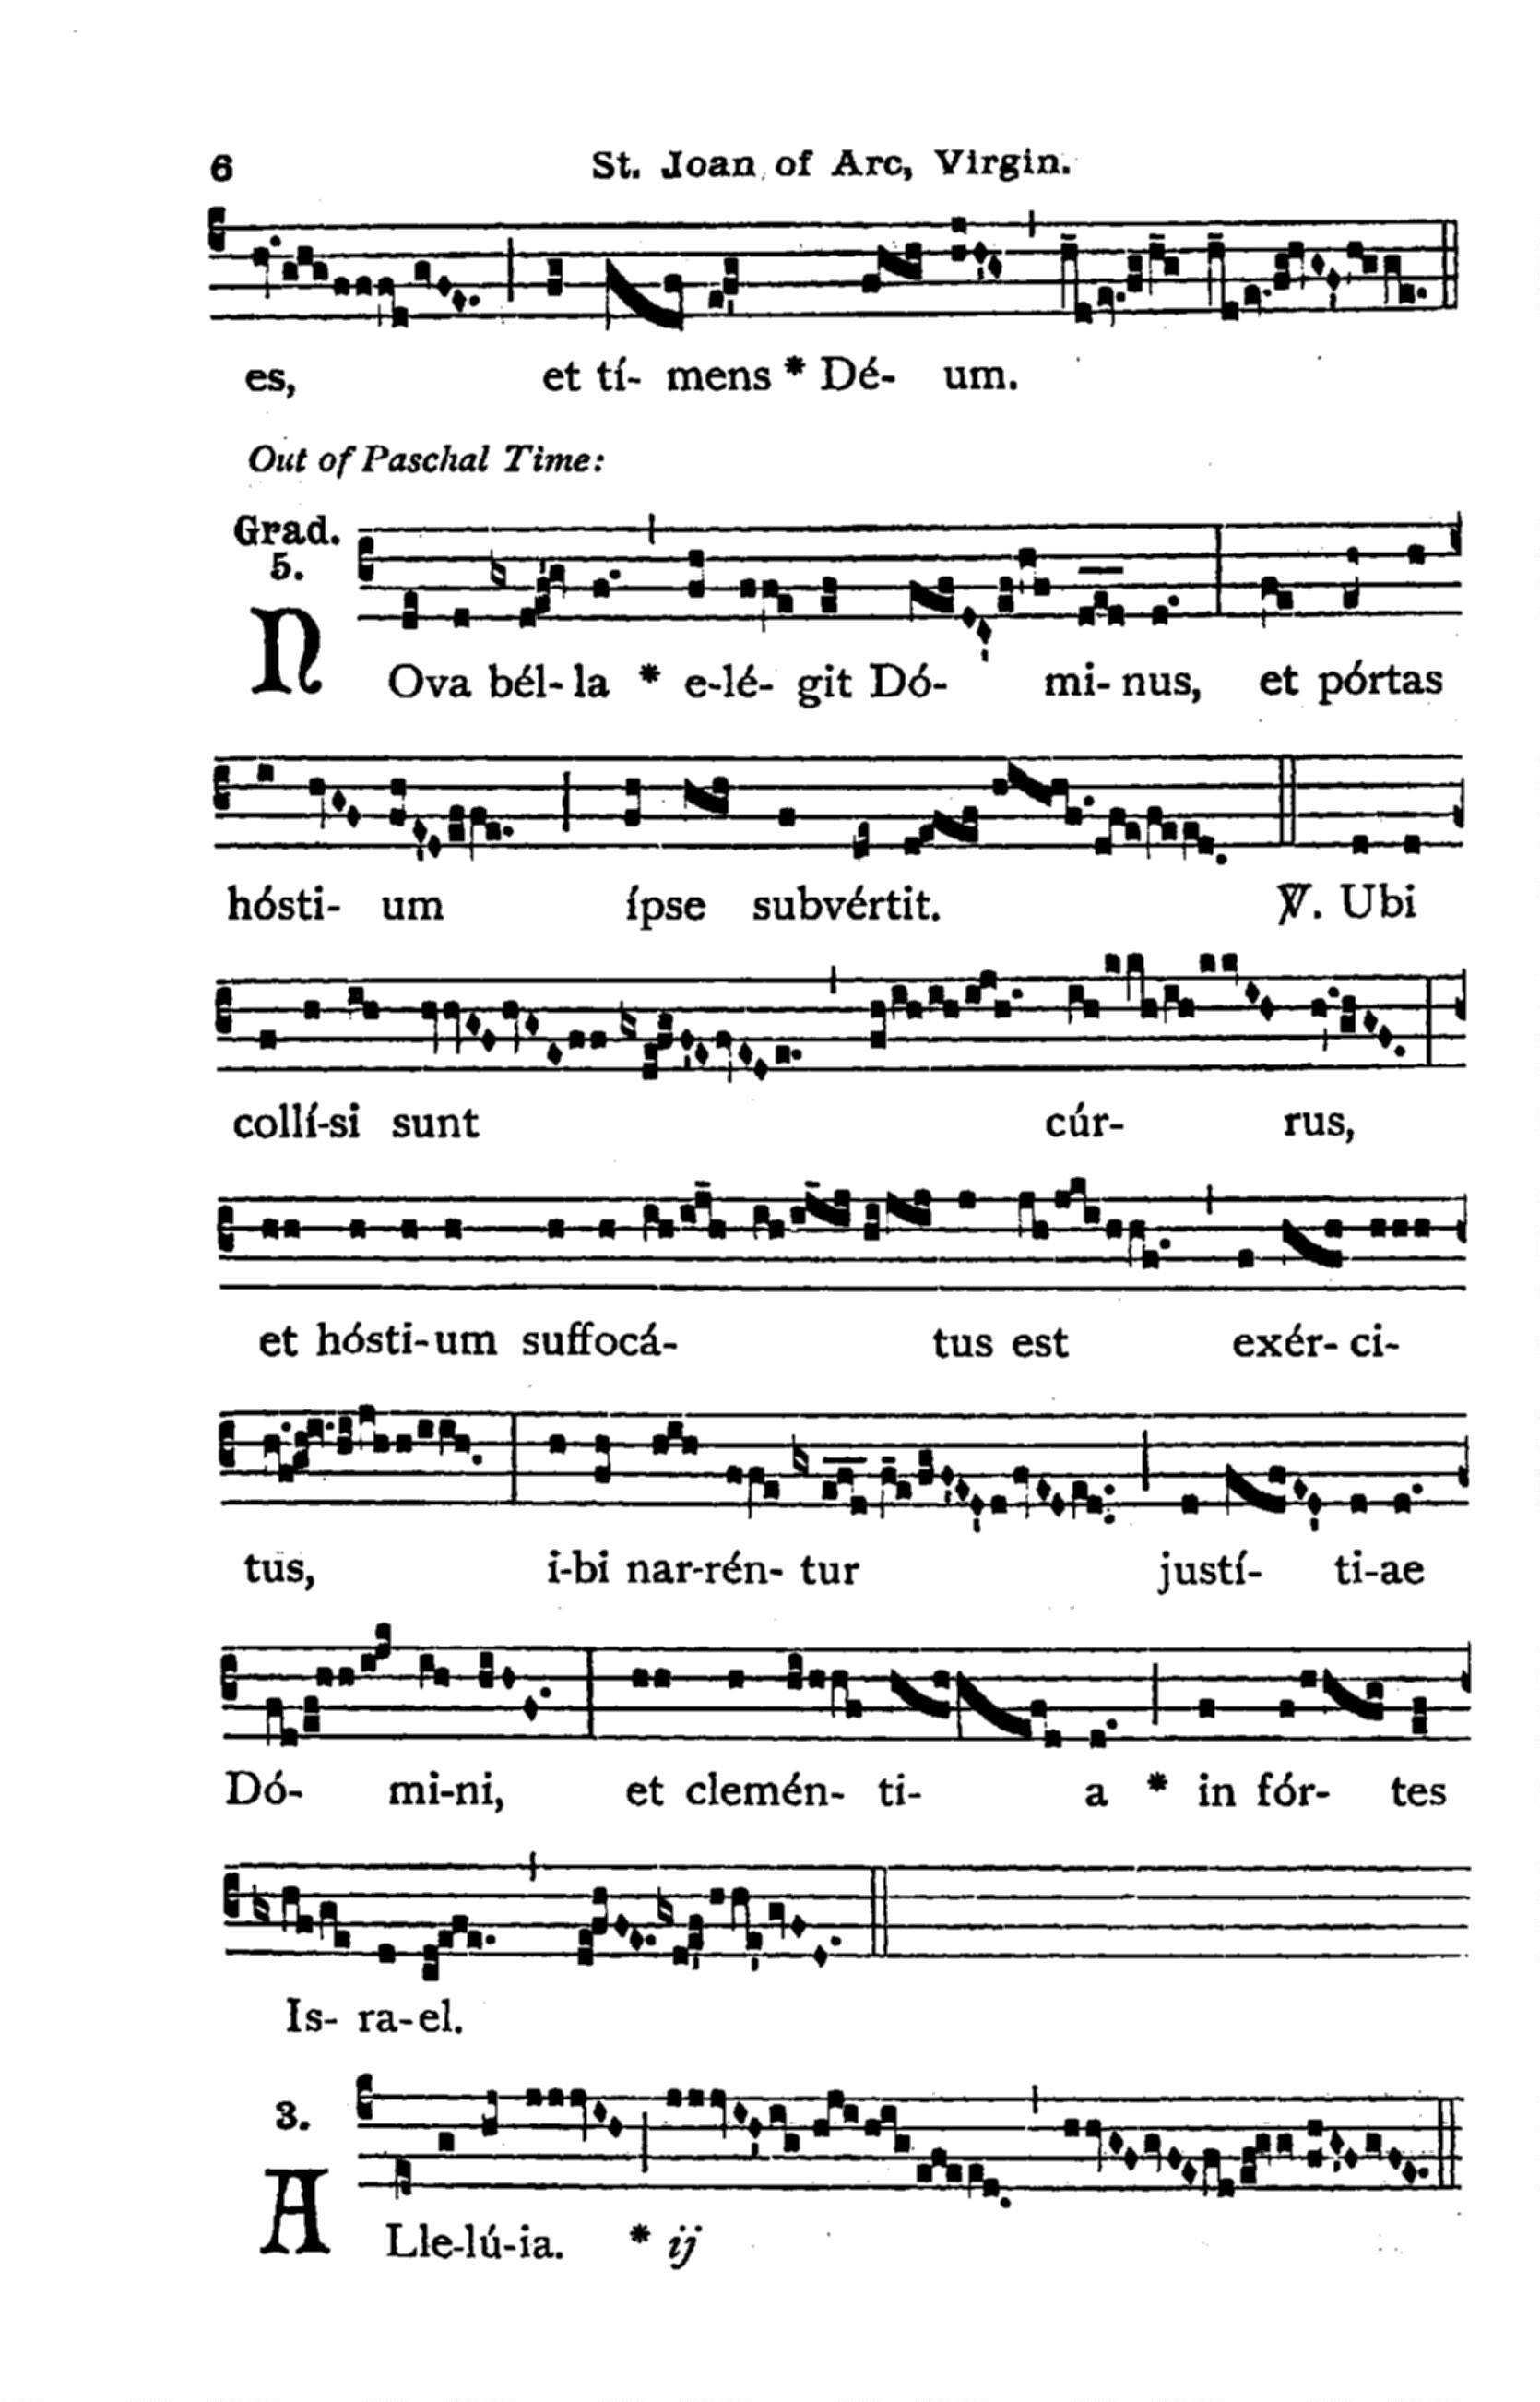 6 St. Joan of Arc, Virgin.
es, et tí- mens * Dé- um.
Out of Paschal Time:
Grad.
5.
NOva bél- la * e-lé- git Dó- mi- nus, et pórtas
hósti- um ípse subvértit. ℣. Ubi
collí-si sunt cúr- rus,
et hósti-um suffocá- tus est exér- ci-
tus, i-bi nar-rén- tur justí- ti-ae
Dó- mi-ni, et clemén- ti- a * in fór- tes
Is- ra-el.
3.
ALle-lú-ia. * ij